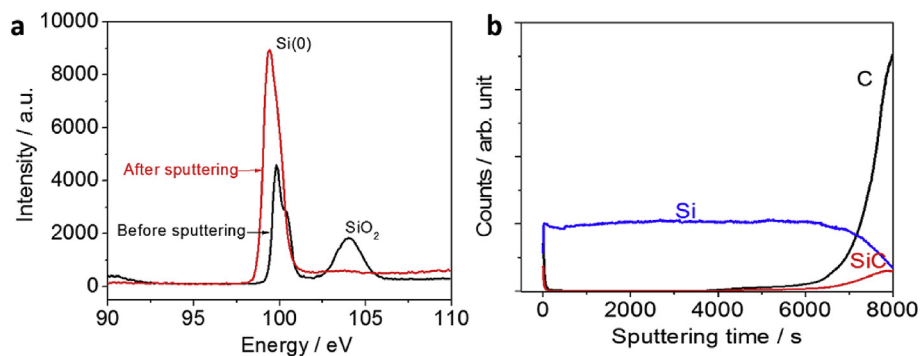 a
10000
8000
6000
4000
2000
0
Intensity / a.u.
Si(0)
After sputtering
Before sputtering
SiO2
90
95
100
105
110
Energy / eV
b
Counts / arb. unit
C
Si
SiC
0
2000
4000
6000
8000
Sputtering time / s